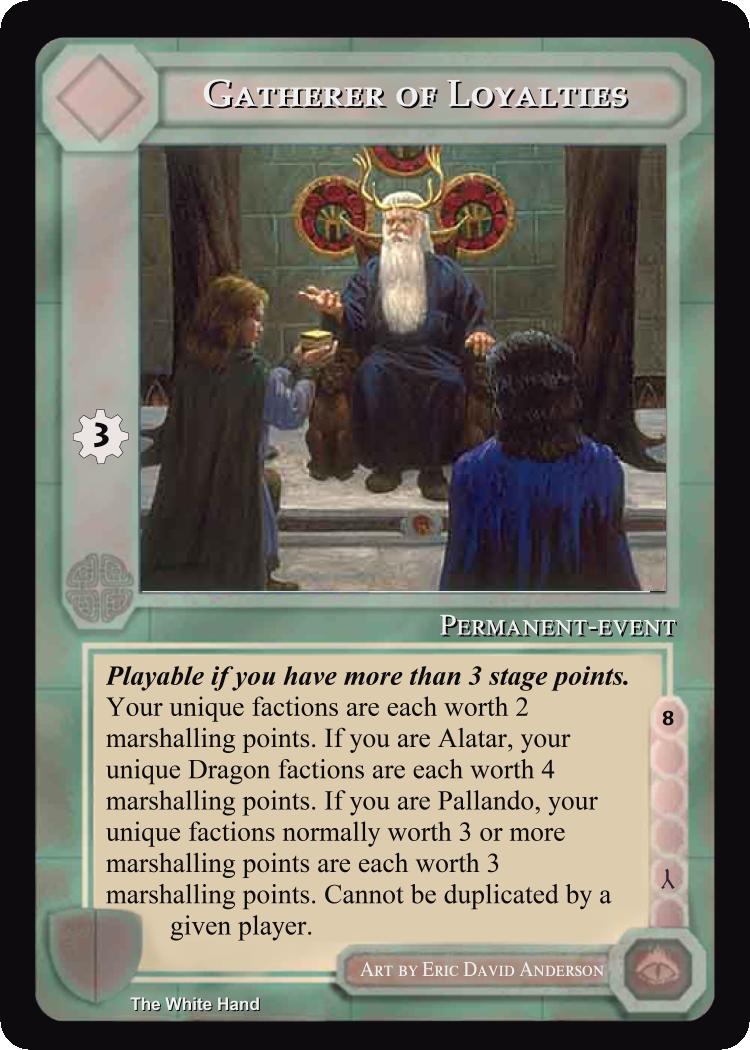 Gatherer of Loyalties
3
Permanent-event
Playable if you have more than 3 stage points.
Your unique factions are each worth 2
marshalling points. If you are Alatar, your
unique Dragon factions are each worth 4
marshalling points. If you are Pallando, your
unique factions normally worth 3 or more
marshalling points are each worth 3
marshalling points. Cannot be duplicated by a
given player.
8
Art by Eric David Anderson
The White Hand